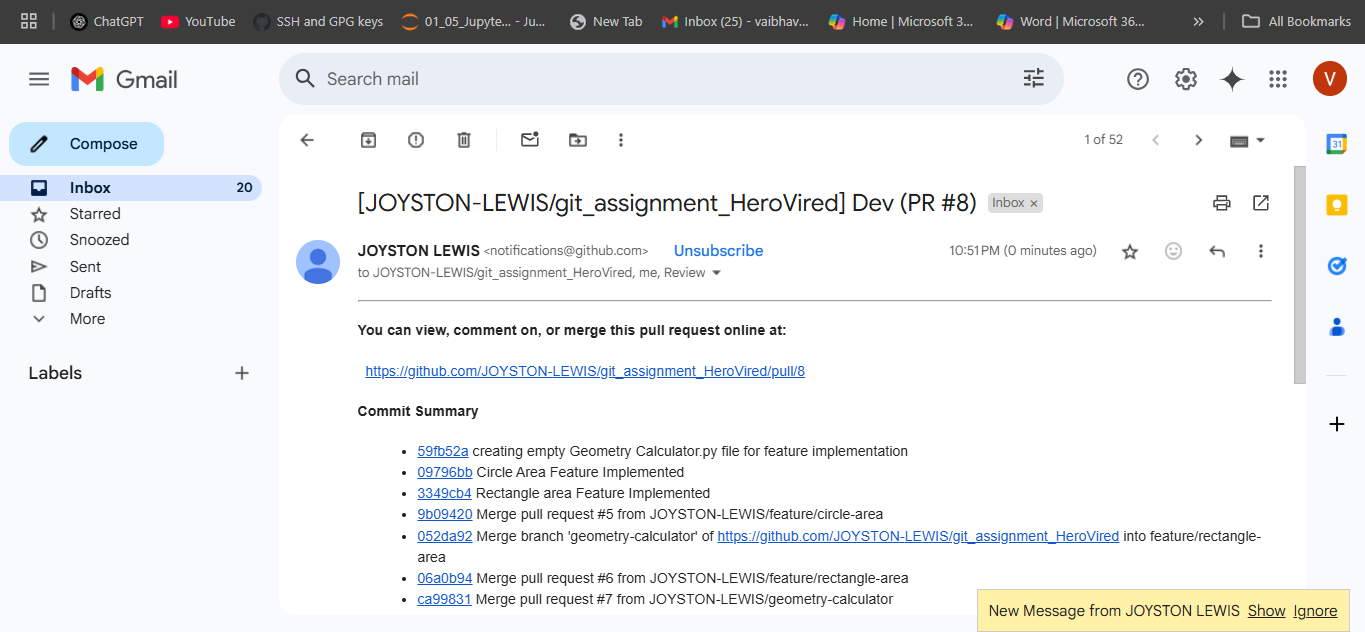 ChatGPT YouTube SSH and GPG keys 01_05_Jupyte... - Ju... New Tab Inbox (25) - vaibhav... Home | Microsoft 3... Word | Microsoft 36... » All Bookmarks
Gmail
Search mail
V
Compose
Inbox 20
Starred
Snoozed
Sent
Drafts
More
Labels
1 of 52
31
[JOYSTON-LEWIS/git_assignment_HeroVired] Dev (PR #8) Inbox ×
JOYSTON LEWIS <notifications@github.com> Unsubscribe 10:51 PM (0 minutes ago)
to JOYSTON-LEWIS/git_assignment_HeroVired, me, Review
You can view, comment on, or merge this pull request online at:
https://github.com/JOYSTON-LEWIS/git_assignment_HeroVired/pull/8
Commit Summary
• 59fb52a creating empty Geometry Calculator.py file for feature implementation
• 09796bb Circle Area Feature Implemented
• 3349cb4 Rectangle area Feature Implemented
• 9b09420 Merge pull request #5 from JOYSTON-LEWIS/feature/circle-area
• 052da92 Merge branch 'geometry-calculator' of https://github.com/JOYSTON-LEWIS/git_assignment_HeroVired into feature/rectangle-
area
• 06a0b94 Merge pull request #6 from JOYSTON-LEWIS/feature/rectangle-area
• ca99831 Merge pull request #7 from JOYSTON-LEWIS/geometry-calculator
New Message from JOYSTON LEWIS Show Ignore